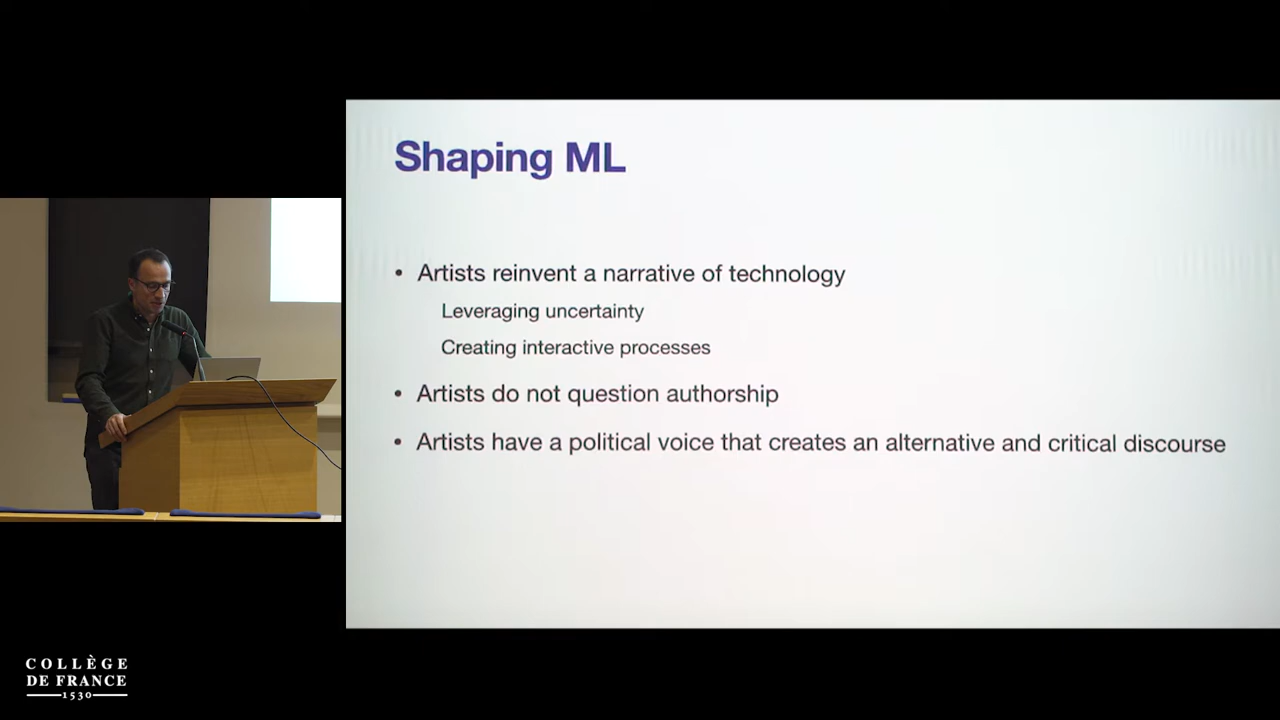 Shaping ML
• Artists reinvent a narrative of technology
Leveraging uncertainty
Creating interactive processes
• Artists do not question authorship
• Artists have a political voice that creates an alternative and critical discourse
COLLÈGE
DE FRANCE
1530